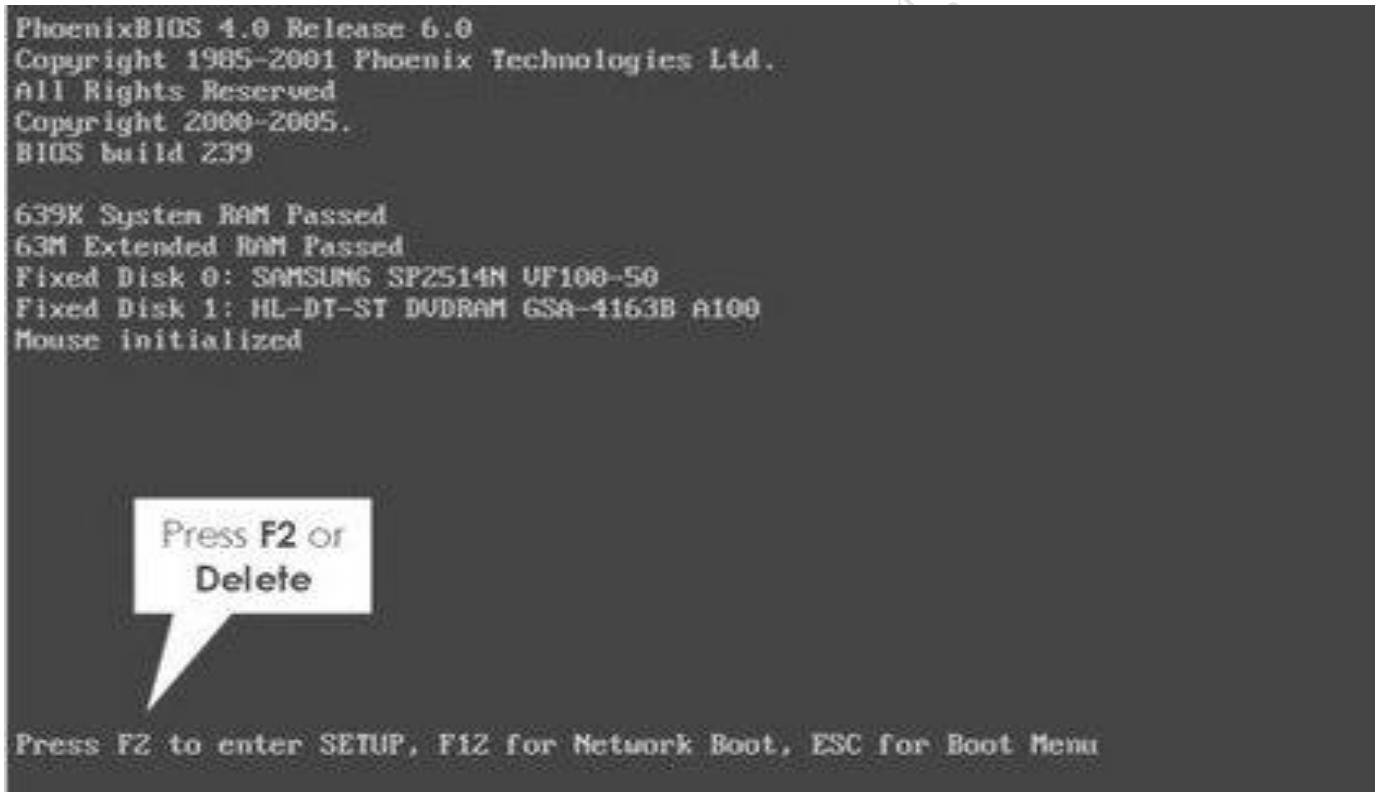 PhoenixBIOS 4.0 Release 6.0
Copyright 1985-2001 Phoenix Technologies Ltd.
All Rights Reserved
Copyright 2000-2005.
BIOS build 239
639K System RAM Passed
63M Extended RAM Passed
Fixed Disk 0: SAMSUNG SP2514N VF100-50
Fixed Disk 1: HL-DT-ST DVDRAM GSA-4163B A100
Mouse initialized
Press F2 or
Delete
Press F2 to enter SETUP, F12 for Network Boot, ESC for Boot Menu